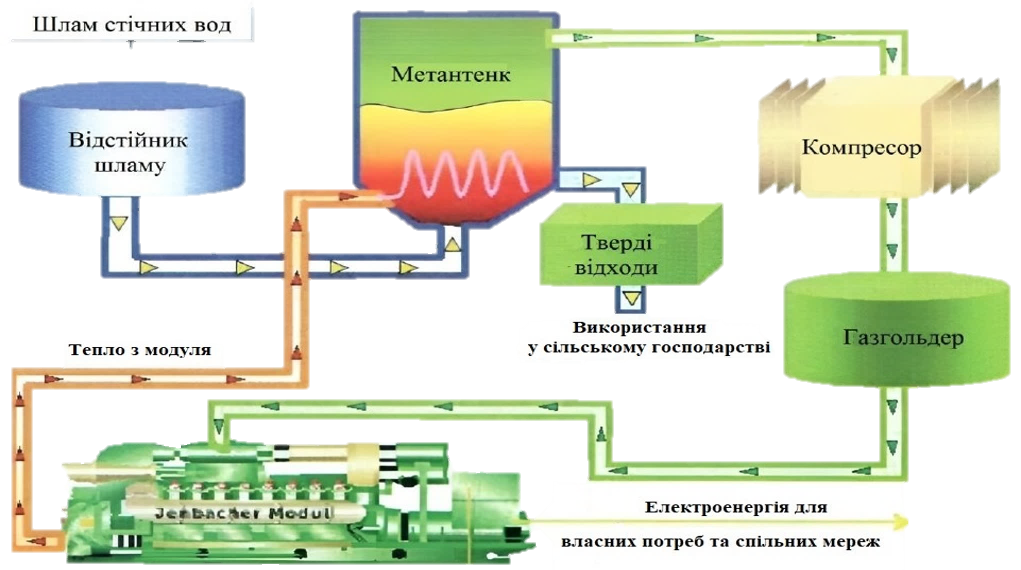 Шлам стічних вод
Метантенк
Відстійник
шламу
Компресор
Тверді
відходи
Використання
у сільському господарстві
Газгольдер
Тепло з модуля
Jenbacher Modul
Електроенергія для
власних потреб та спільних мереж